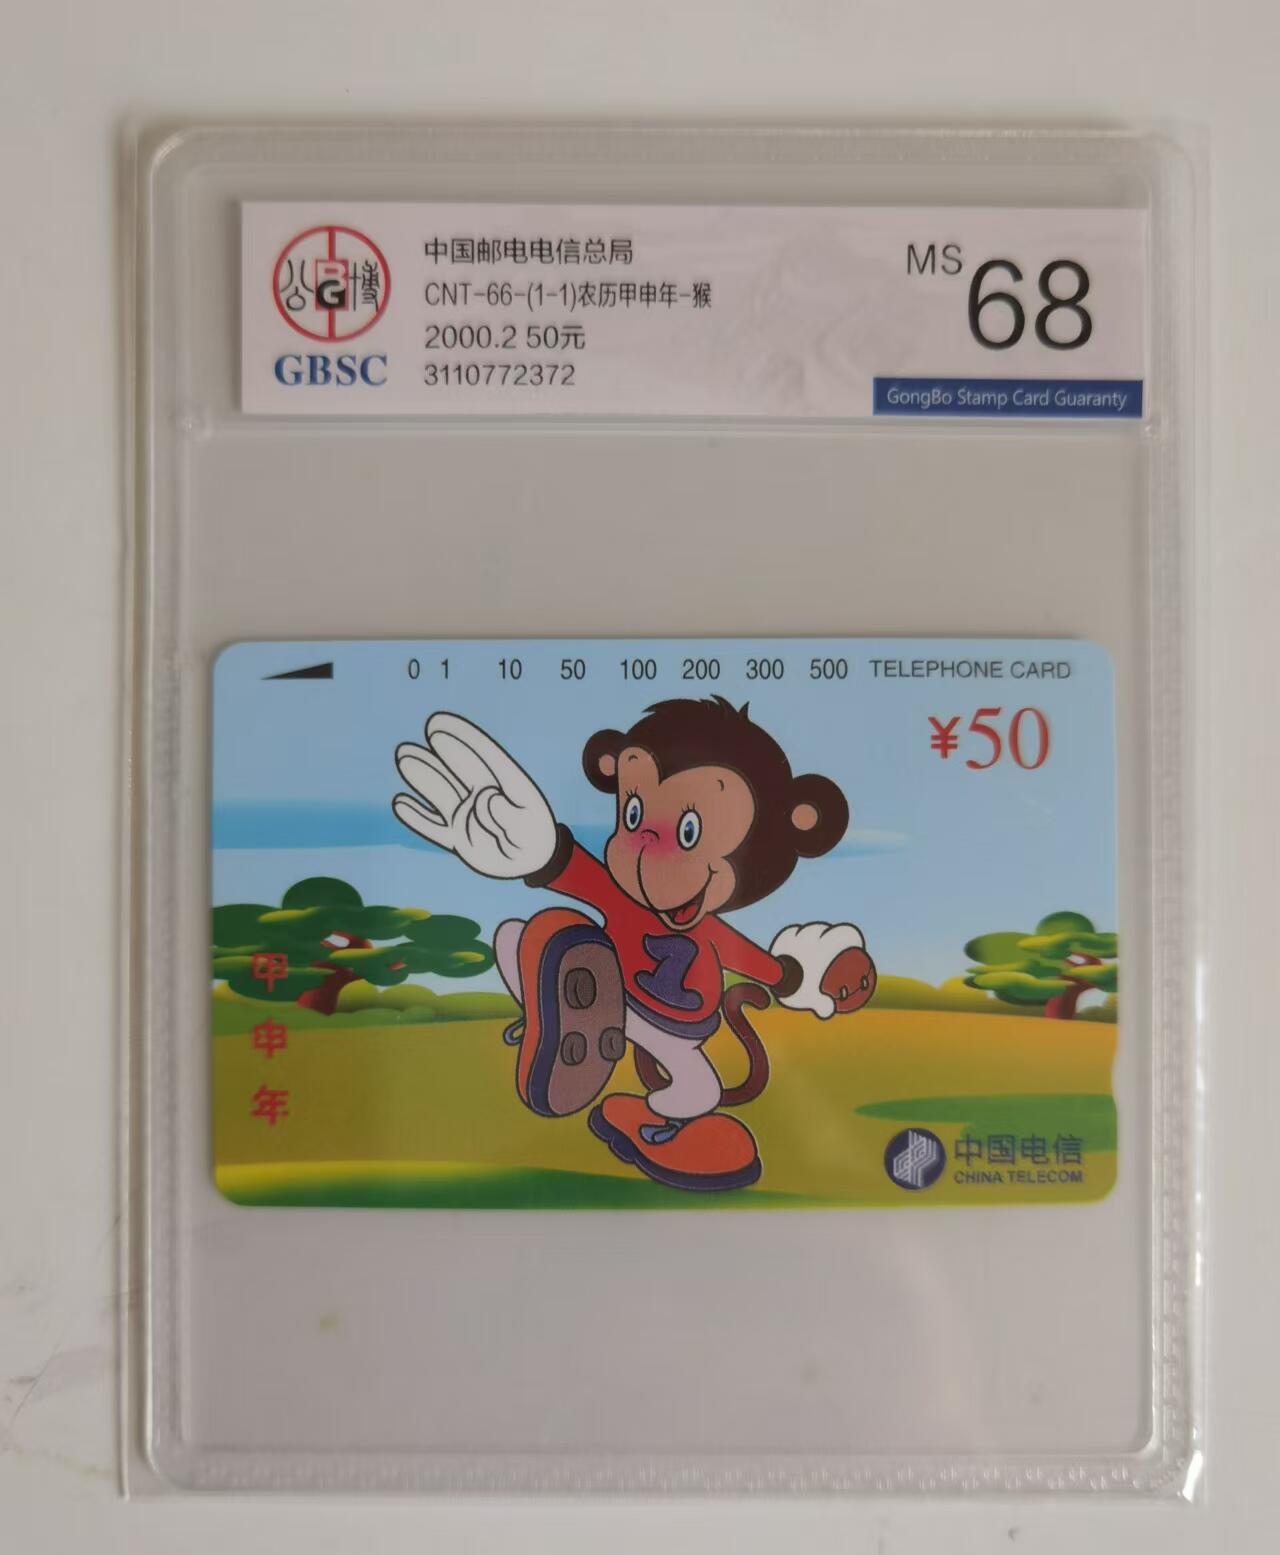 公博
BG
GBSC
中国邮电电信总局
CNT-66-(1-1)农历甲申年-猴
2000.2 50元
3110772372
MS 68
GongBo Stamp Card Guaranty
0 1 10 50 100 200 300 500 TELEPHONE CARD
¥50
1
甲
申
年
中国电信
CHINA TELECOM